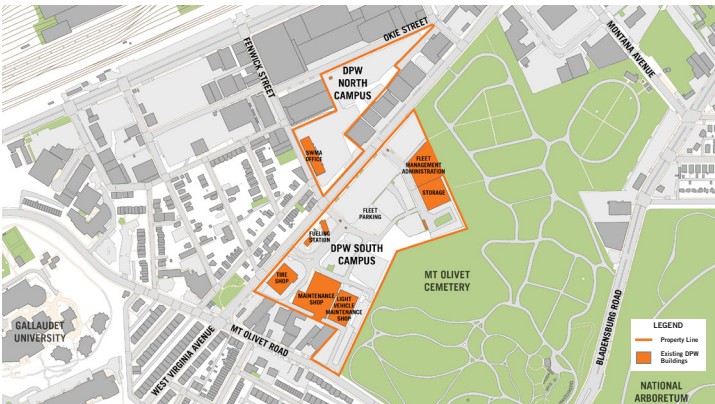 OKIE STREET
FENWICK STREET
MONTANA AVENUE
DPW
NORTH
CAMPUS
SWMA
OFFICE
FLEET
MANAGEMENT
ADMINISTRATION
STORAGE
FLEET
PARKING
FUELING
STATION
DPW SOUTH
CAMPUS
TIRE
SHOP
MAINTENANCE
SHOP
LIGHT
VEHICLE
MAINTENANCE
SHOP
MT OLIVET
CEMETERY
GALLAUDET
UNIVERSITY
WEST VIRGINIA AVENUE
MT OLIVET ROAD
BLADENSBURG ROAD
LEGEND
Property Line
Existing DPW
Buildings
NATIONAL
ARBORETUM